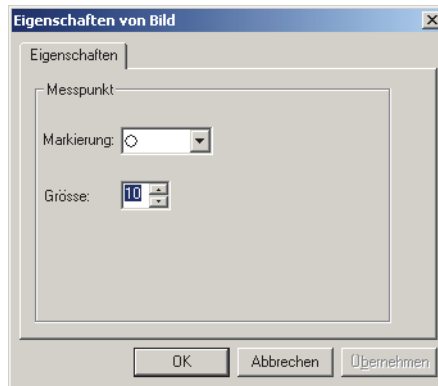 Eigenschaften von Bild
Eigenschaften
Messpunkt
Markierung:
Grösse: 10
OK Abbrechen Übernehmen